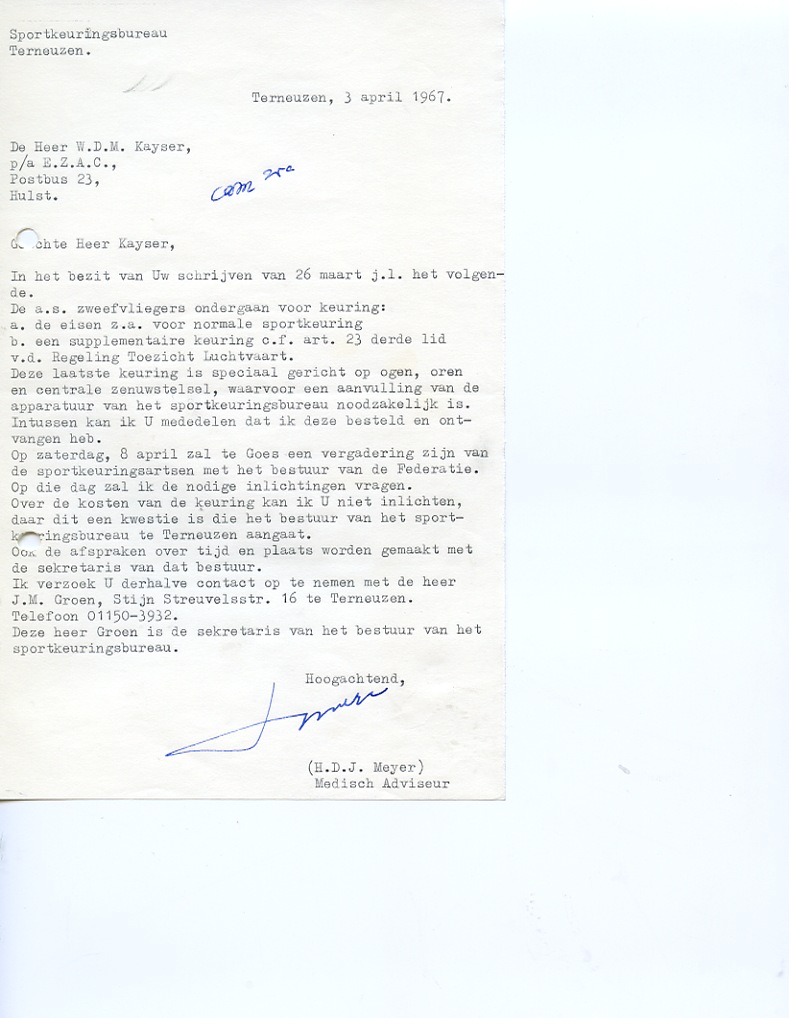 Sportkeuringsbureau
Terneuzen.
Terneuzen, 3 april 1967.
De Heer W.D.M. Kayser,
p/a E.Z.A.C.,
Postbus 23,
Hulst.
Heer Kayser,
In het bezit van Uw schrijven van 26 maart j.l. het volgen-
de.
De a.s. zweefvliegers ondergaan voor keuring:
a. de eisen z.a. voor normale sportkeuring
b. een supplementaire keuring c.f. art. 23 derde lid
v.d. Regeling Toezicht Luchtvaart.
Deze laatste keuring is speciaal gericht op ogen, oren
en centrale zenuwstelsel, waarvoor een aanvulling van de
apparatuur van het sportkeuringsbureau noodzakelijk is.
Intussen kan ik U mededelen dat ik deze besteld en ont-
vangen heb.
Op zaterdag, 8 april zal te Goes een vergadering zijn van
de sportkeuringsartsen met het bestuur van de Federatie.
Op die dag zal ik de nodige inlichtingen vragen.
Over de kosten van de keuring kan ik U niet inlichten,
daar dit een kwestie is die het bestuur van het sport-
keuringsbureau te Terneuzen aangaat.
Ook de afspraken over tijd en plaats worden gemaakt met
de sekretaris van dat bestuur.
Ik verzoek U derhalve contact op te nemen met de heer
J.M. Groen, Stijn Streuvelsstr. 16 te Terneuzen.
Telefoon 01150-3932.
Deze heer Groen is de sekretaris van het bestuur van het
sportkeuringsbureau.
Hoogachtend,
(H.D.J. Meyer)
Medisch Adviseur